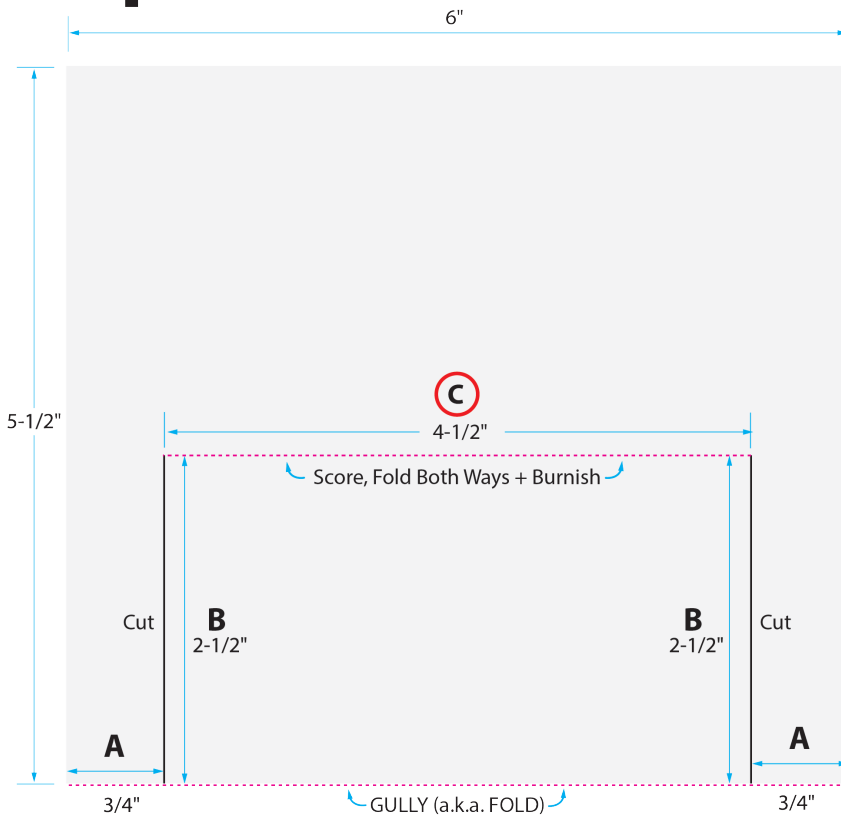 6"
C
5-1/2"
4-1/2"
Score, Fold Both Ways + Burnish
Cut
B
B
Cut
2-1/2"
2-1/2"
A
A
3/4"
GULLY (a.k.a. FOLD)
3/4"